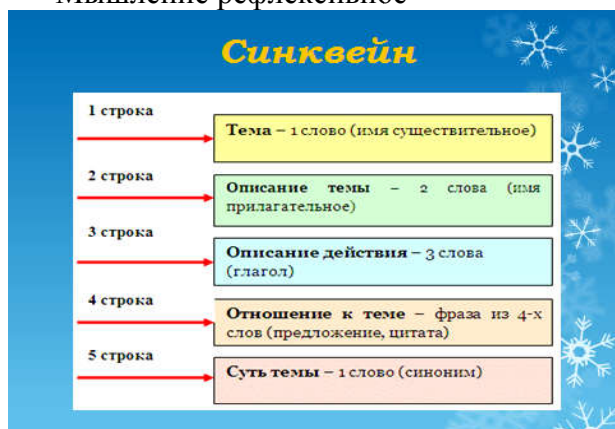 Мышление рефлексивное
Синквейн
1 строка
Тема – 1 слово (имя существительное)
2 строка
Описание темы – 2 слова (имя
прилагательное)
3 строка
Описание действия – 3 слова
(глагол)
4 строка
Отношение к теме – фраза из 4-х
слов (предложение, цитата)
5 строка
Суть темы – 1 слово (синоним)